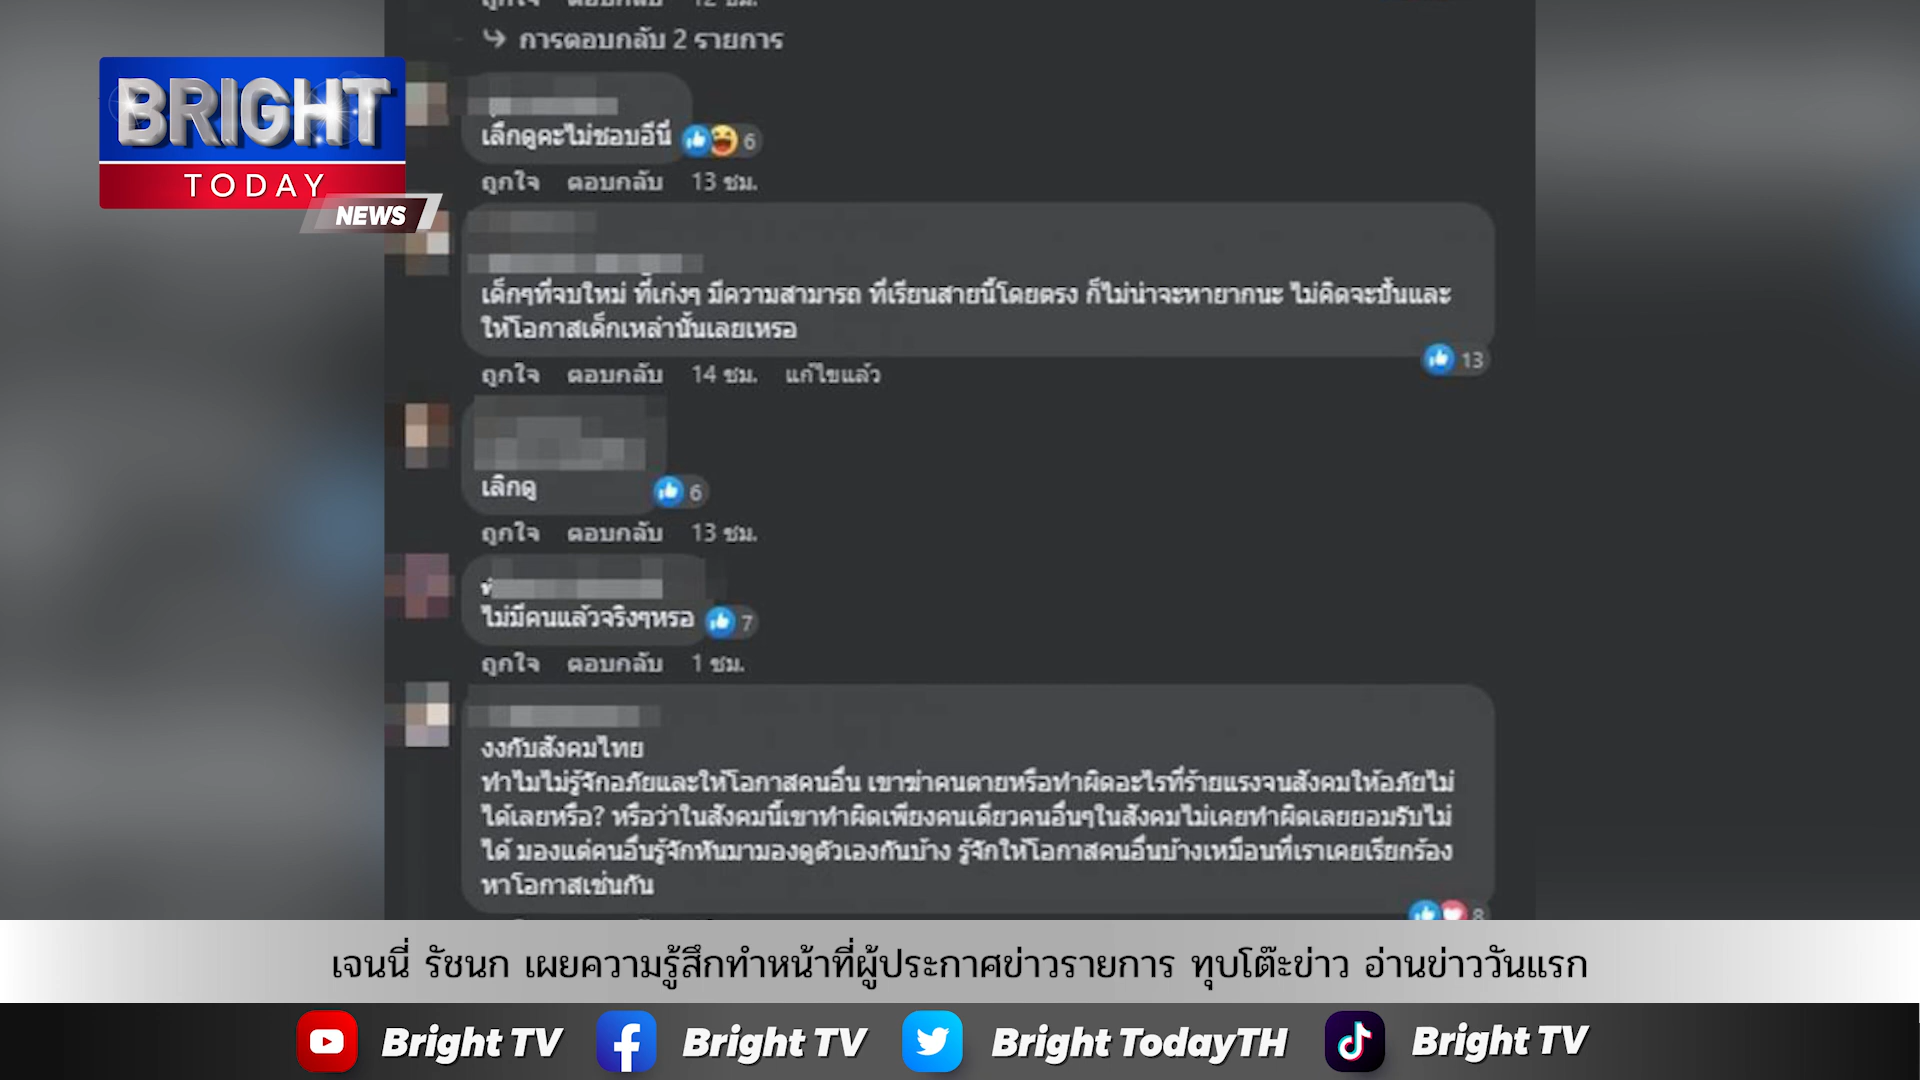 การตอบกลับ 2 รายการ
BRIGHT
TODAY
NEWS
เลิกดูคะไม่ชอบอีนี่
6
ถูกใจ ตอบกลับ 13 ชม.
เด็กๆที่จบใหม่ ที่เก่งๆ มีความสามารถ ที่เรียนสายนี้โดยตรง ก็ไม่น่าจะหายากนะ ไม่คิดจะปั้นและ
ให้โอกาสเด็กเหล่านั้นเลยเหรอ
13
ถูกใจ ตอบกลับ 14 ชม. แก้ไขแล้ว
เลิกดู
6
ถูกใจ ตอบกลับ 13 ชม.
ไม่มีคนแล้วจริงๆหรอ
7
ถูกใจ ตอบกลับ 1 ชม.
งงกับสังคมไทย
ทำไมไม่รู้จักอภัยและให้โอกาสคนอื่น เขาฆ่าคนตายหรือทำผิดอะไรที่ร้ายแรงจนสังคมให้อภัยไม่
ได้เลยหรือ? หรือว่าในสังคมนี้เขาทำผิดเพียงคนเดียวคนอื่นๆในสังคมไม่เคยทำผิดเลยยอมรับไม่
ได้ มองแต่คนอื่นรู้จักหันมามองดูตัวเองกันบ้าง รู้จักให้โอกาสคนอื่นบ้างเหมือนที่เราเคยเรียกร้อง
หาโอกาสเช่นกัน
8
เจนนี่ รัชนก เผยความรู้สึกทำหน้าที่ผู้ประกาศข่าวรายการ ทุบโต๊ะข่าว อ่านข่าววันแรก
Bright TV Bright TV Bright TodayTH Bright TV